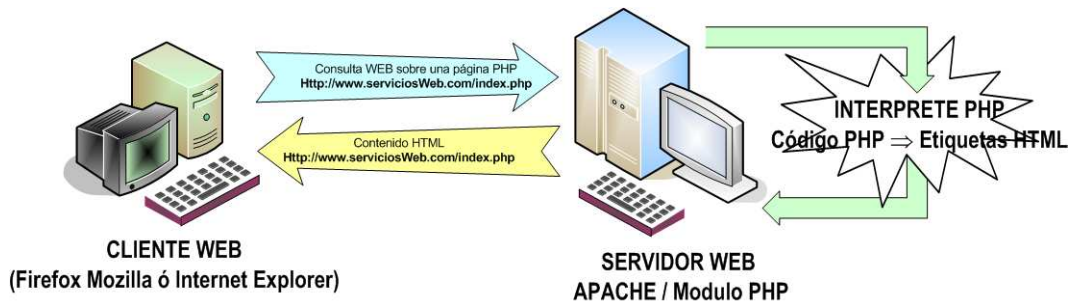 Consulta WEB sobre una página PHP
Http://www.serviciosWeb.com/index.php
Contenido HTML
Http://www.serviciosWeb.com/index.php
INTERPRETE PHP
Código PHP ⇒ Etiquetas HTML
CLIENTE WEB
(Firefox Mozilla ó Internet Explorer)
SERVIDOR WEB
APACHE / Modulo PHP